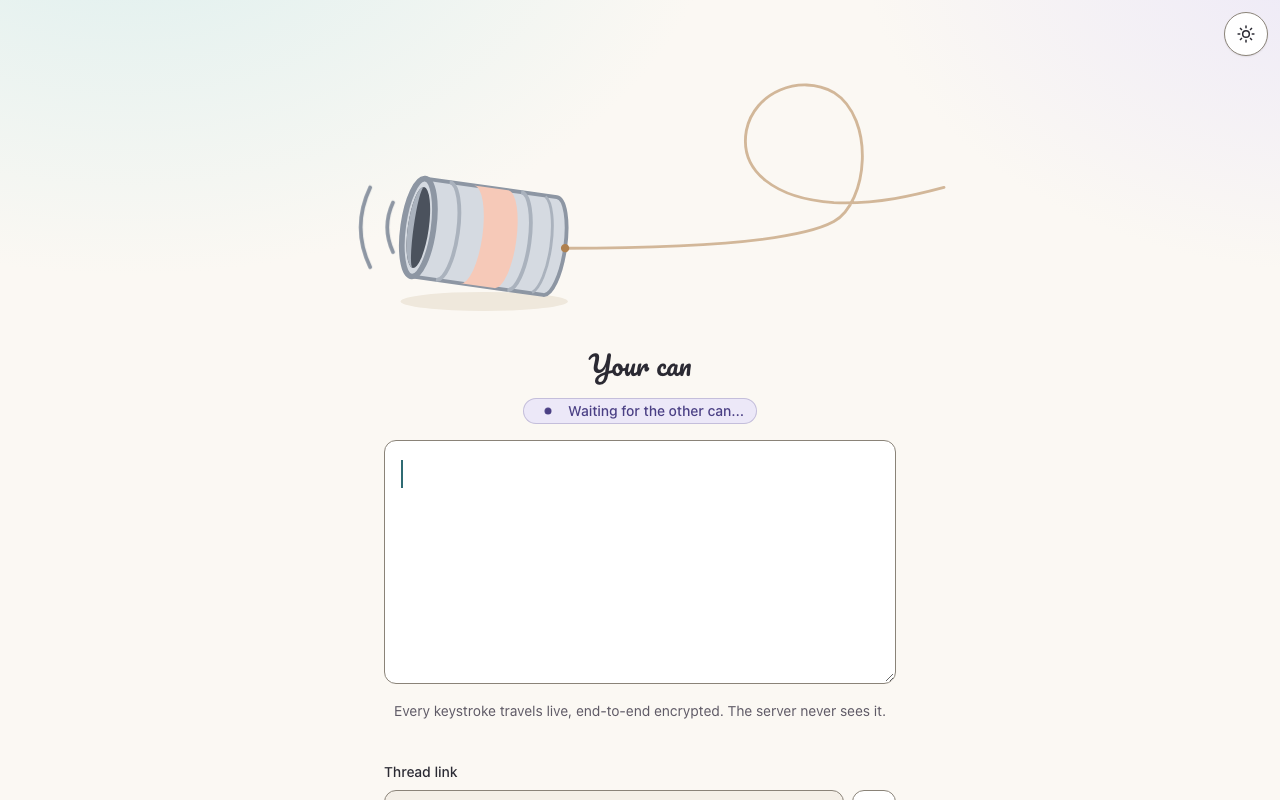 Your can
Waiting for the other can...
Every keystroke travels live, end-to-end encrypted. The server never sees it.
Thread link